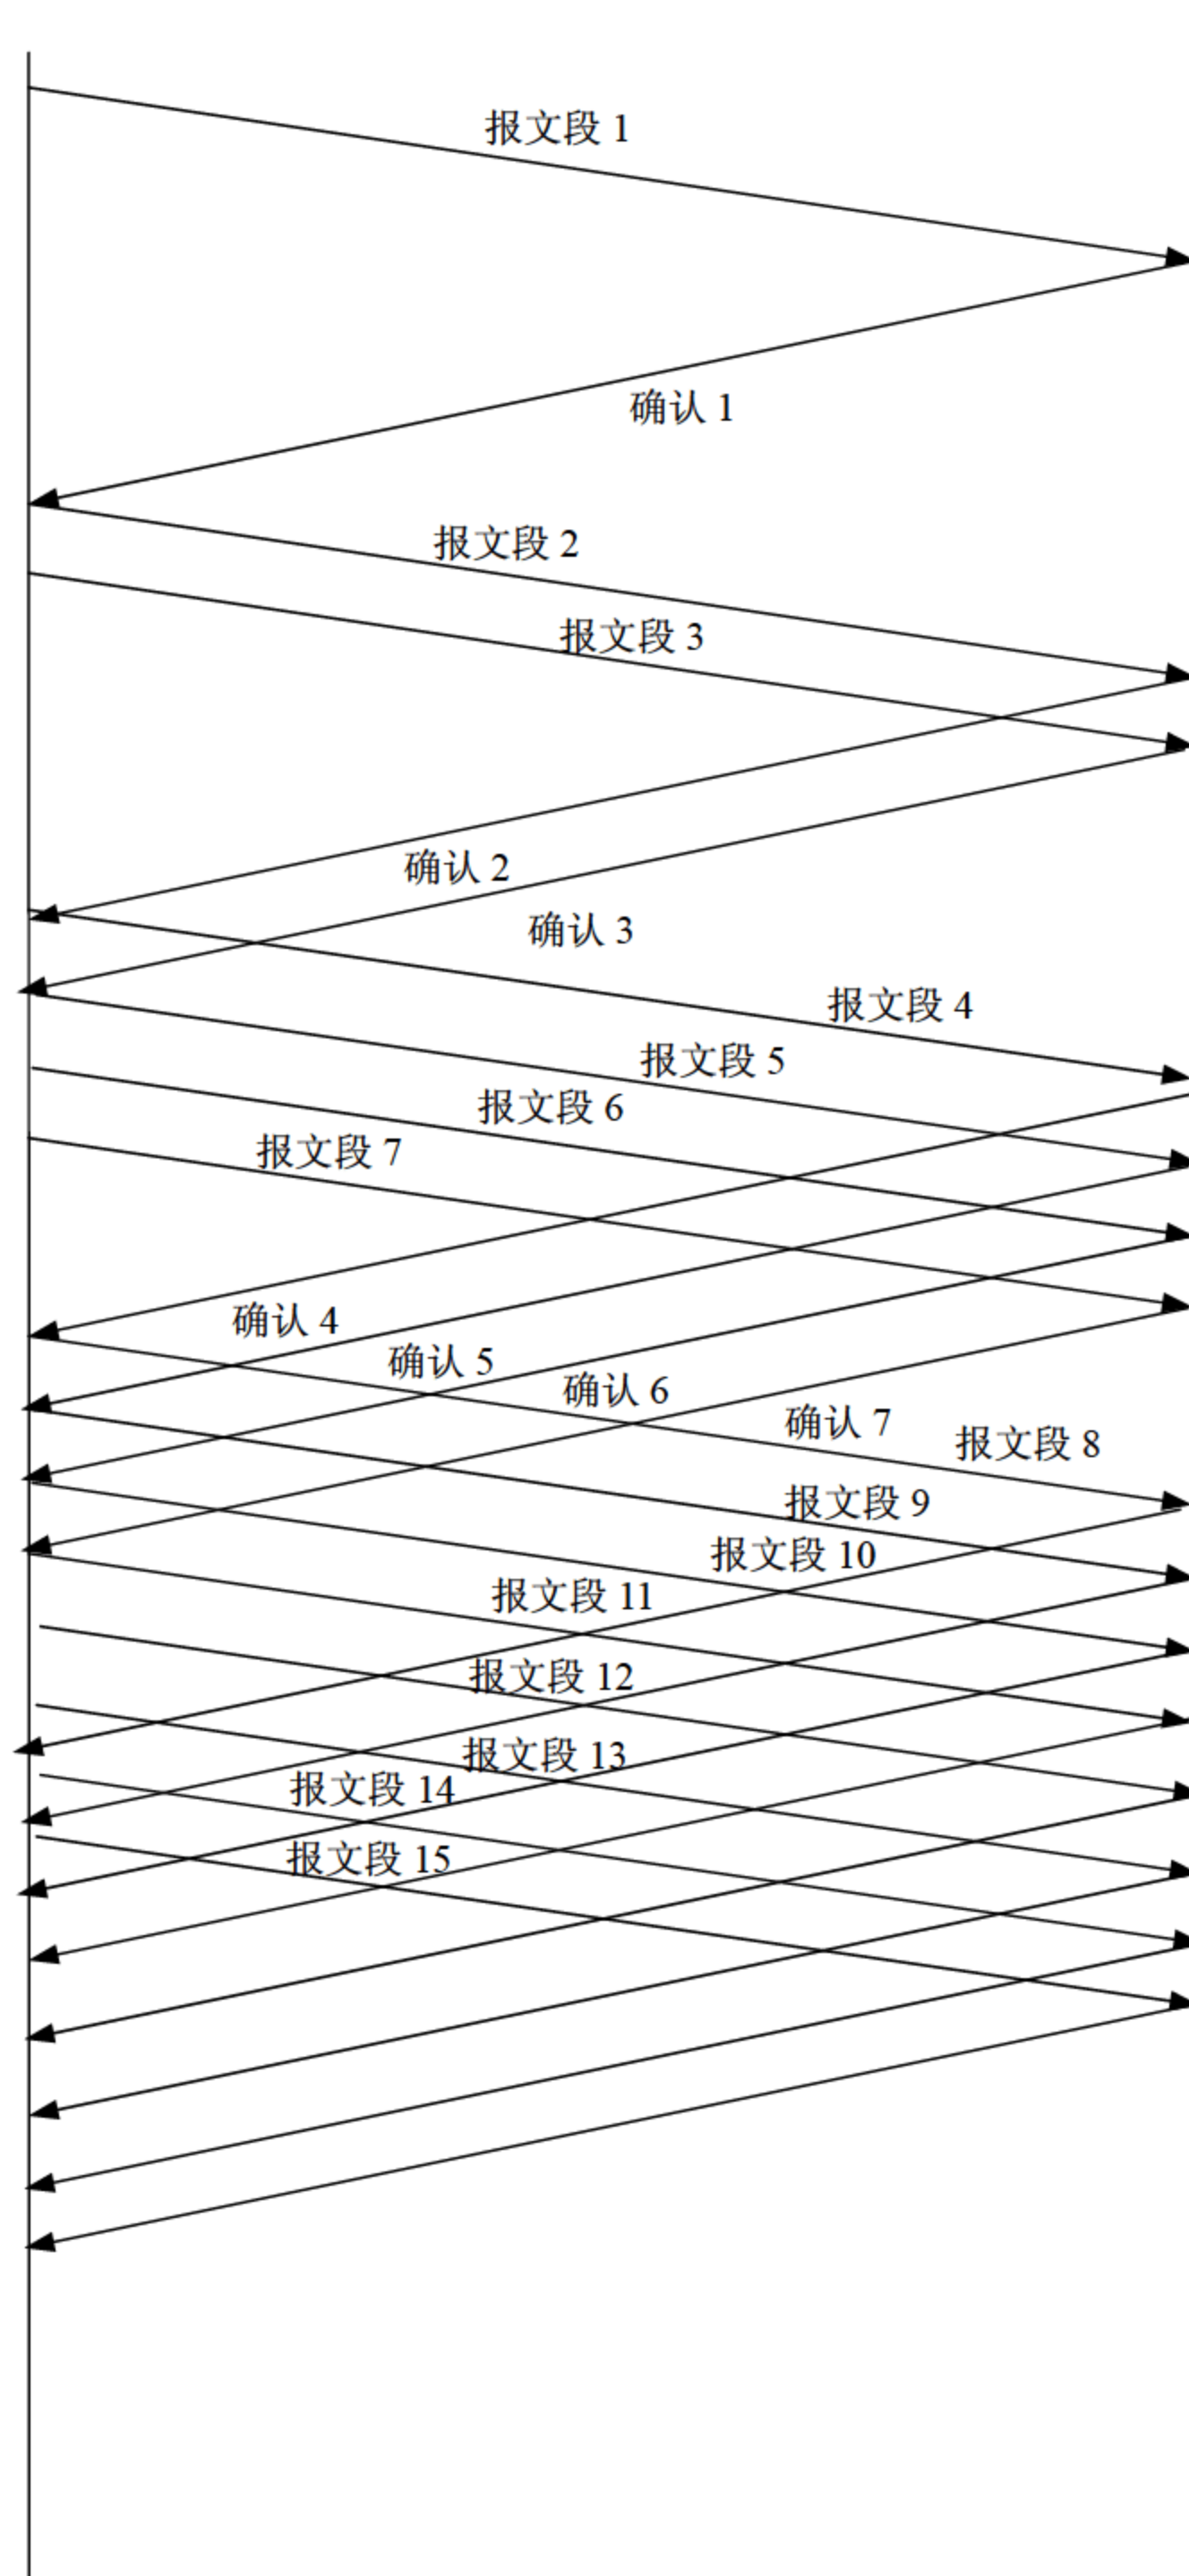 报文段 1
确认 1
报文段 2
报文段 3
确认 2
确认 3
报文段 4
报文段 5
报文段 6
报文段 7
确认 4
确认 5
确认 6
确认 7
报文段 8
报文段 9
报文段 10
报文段 11
报文段 12
报文段 13
报文段 14
报文段 15